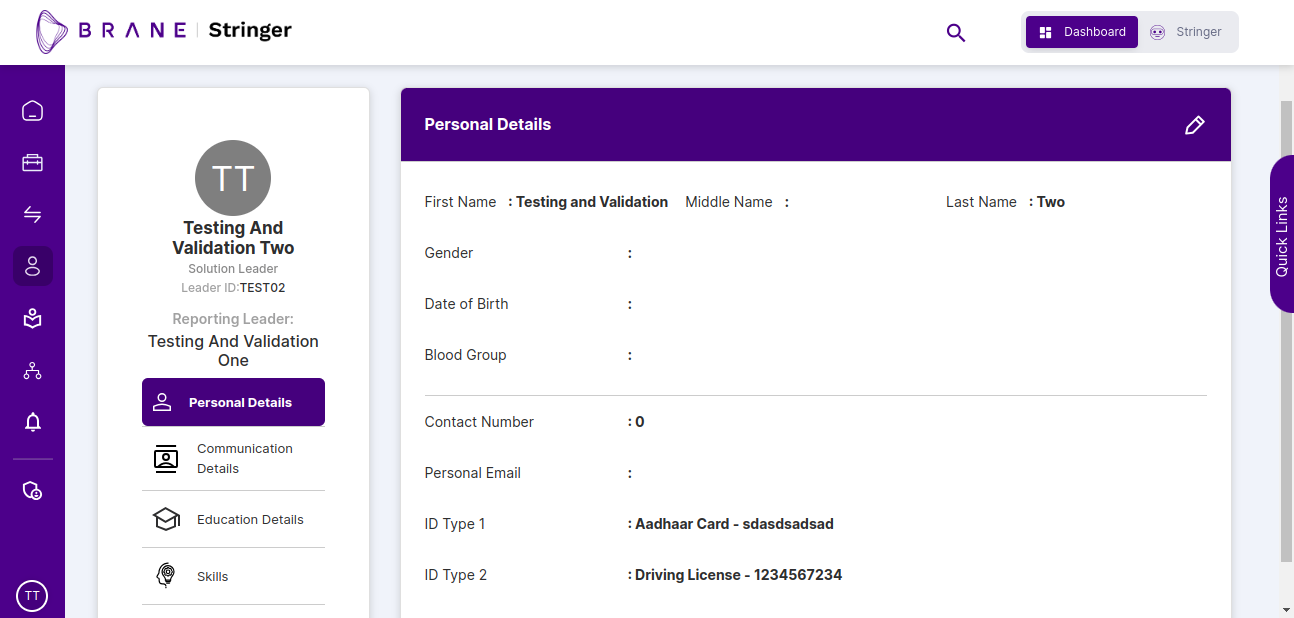 BRANE | Stringer
Dashboard
Stringer
TT
Testing And
Validation Two
Solution Leader
Leader ID:TEST02
Reporting Leader:
Testing And Validation
One
Personal Details
Communication
Details
Education Details
Skills
TT
Personal Details
First Name : Testing and Validation Middle Name : Last Name : Two
Gender :
Date of Birth :
Blood Group :
Contact Number : 0
Personal Email :
ID Type 1 : Aadhaar Card - sdasdsadsad
ID Type 2 : Driving License - 1234567234
Quick Links